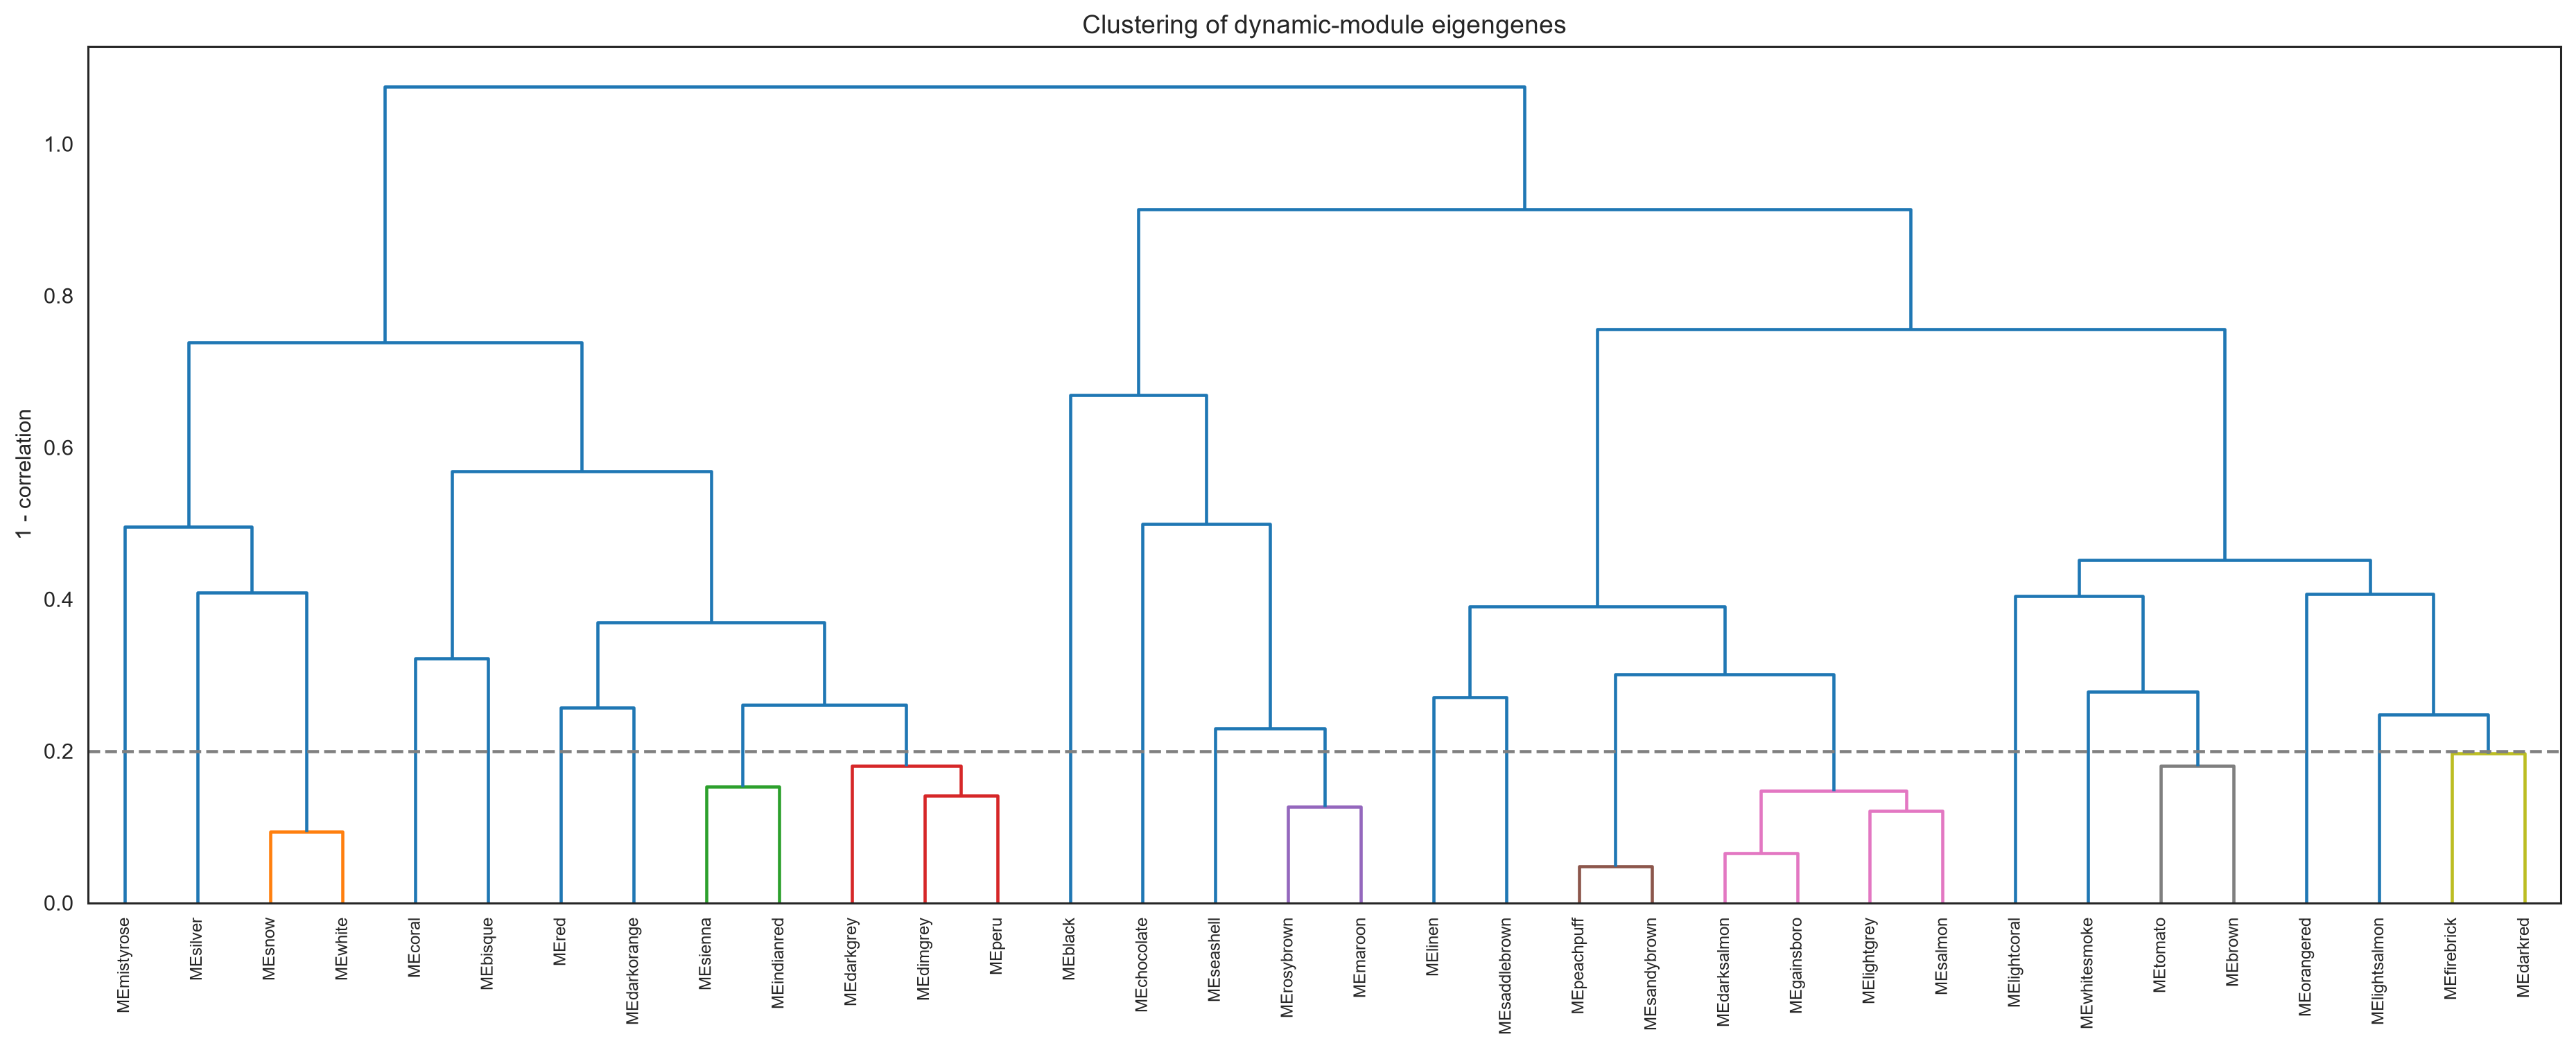 Clustering of dynamic-module eigengenes
1 - correlation
1.0
0.8
0.6
0.4
0.2
0.0
MEmistyrose
MEsilver
MEsnow
MEwhite
MEcoral
MEbisque
MEred
MEdarkorange
MEsienna
MEindianred
MEdarkgrey
MEdimgrey
MEperu
MEblack
MEchocolate
MEseashell
MErosybrown
MEmaroon
MElinen
MEsaddlebrown
MEpeachpuff
MEsandybrown
MEdarksalmon
MEgainsboro
MElightgrey
MEsalmon
MElightcoral
MEwhitesmoke
MEtomato
MEbrown
MEorangered
MElightsalmon
MEfirebrick
MEdarkred